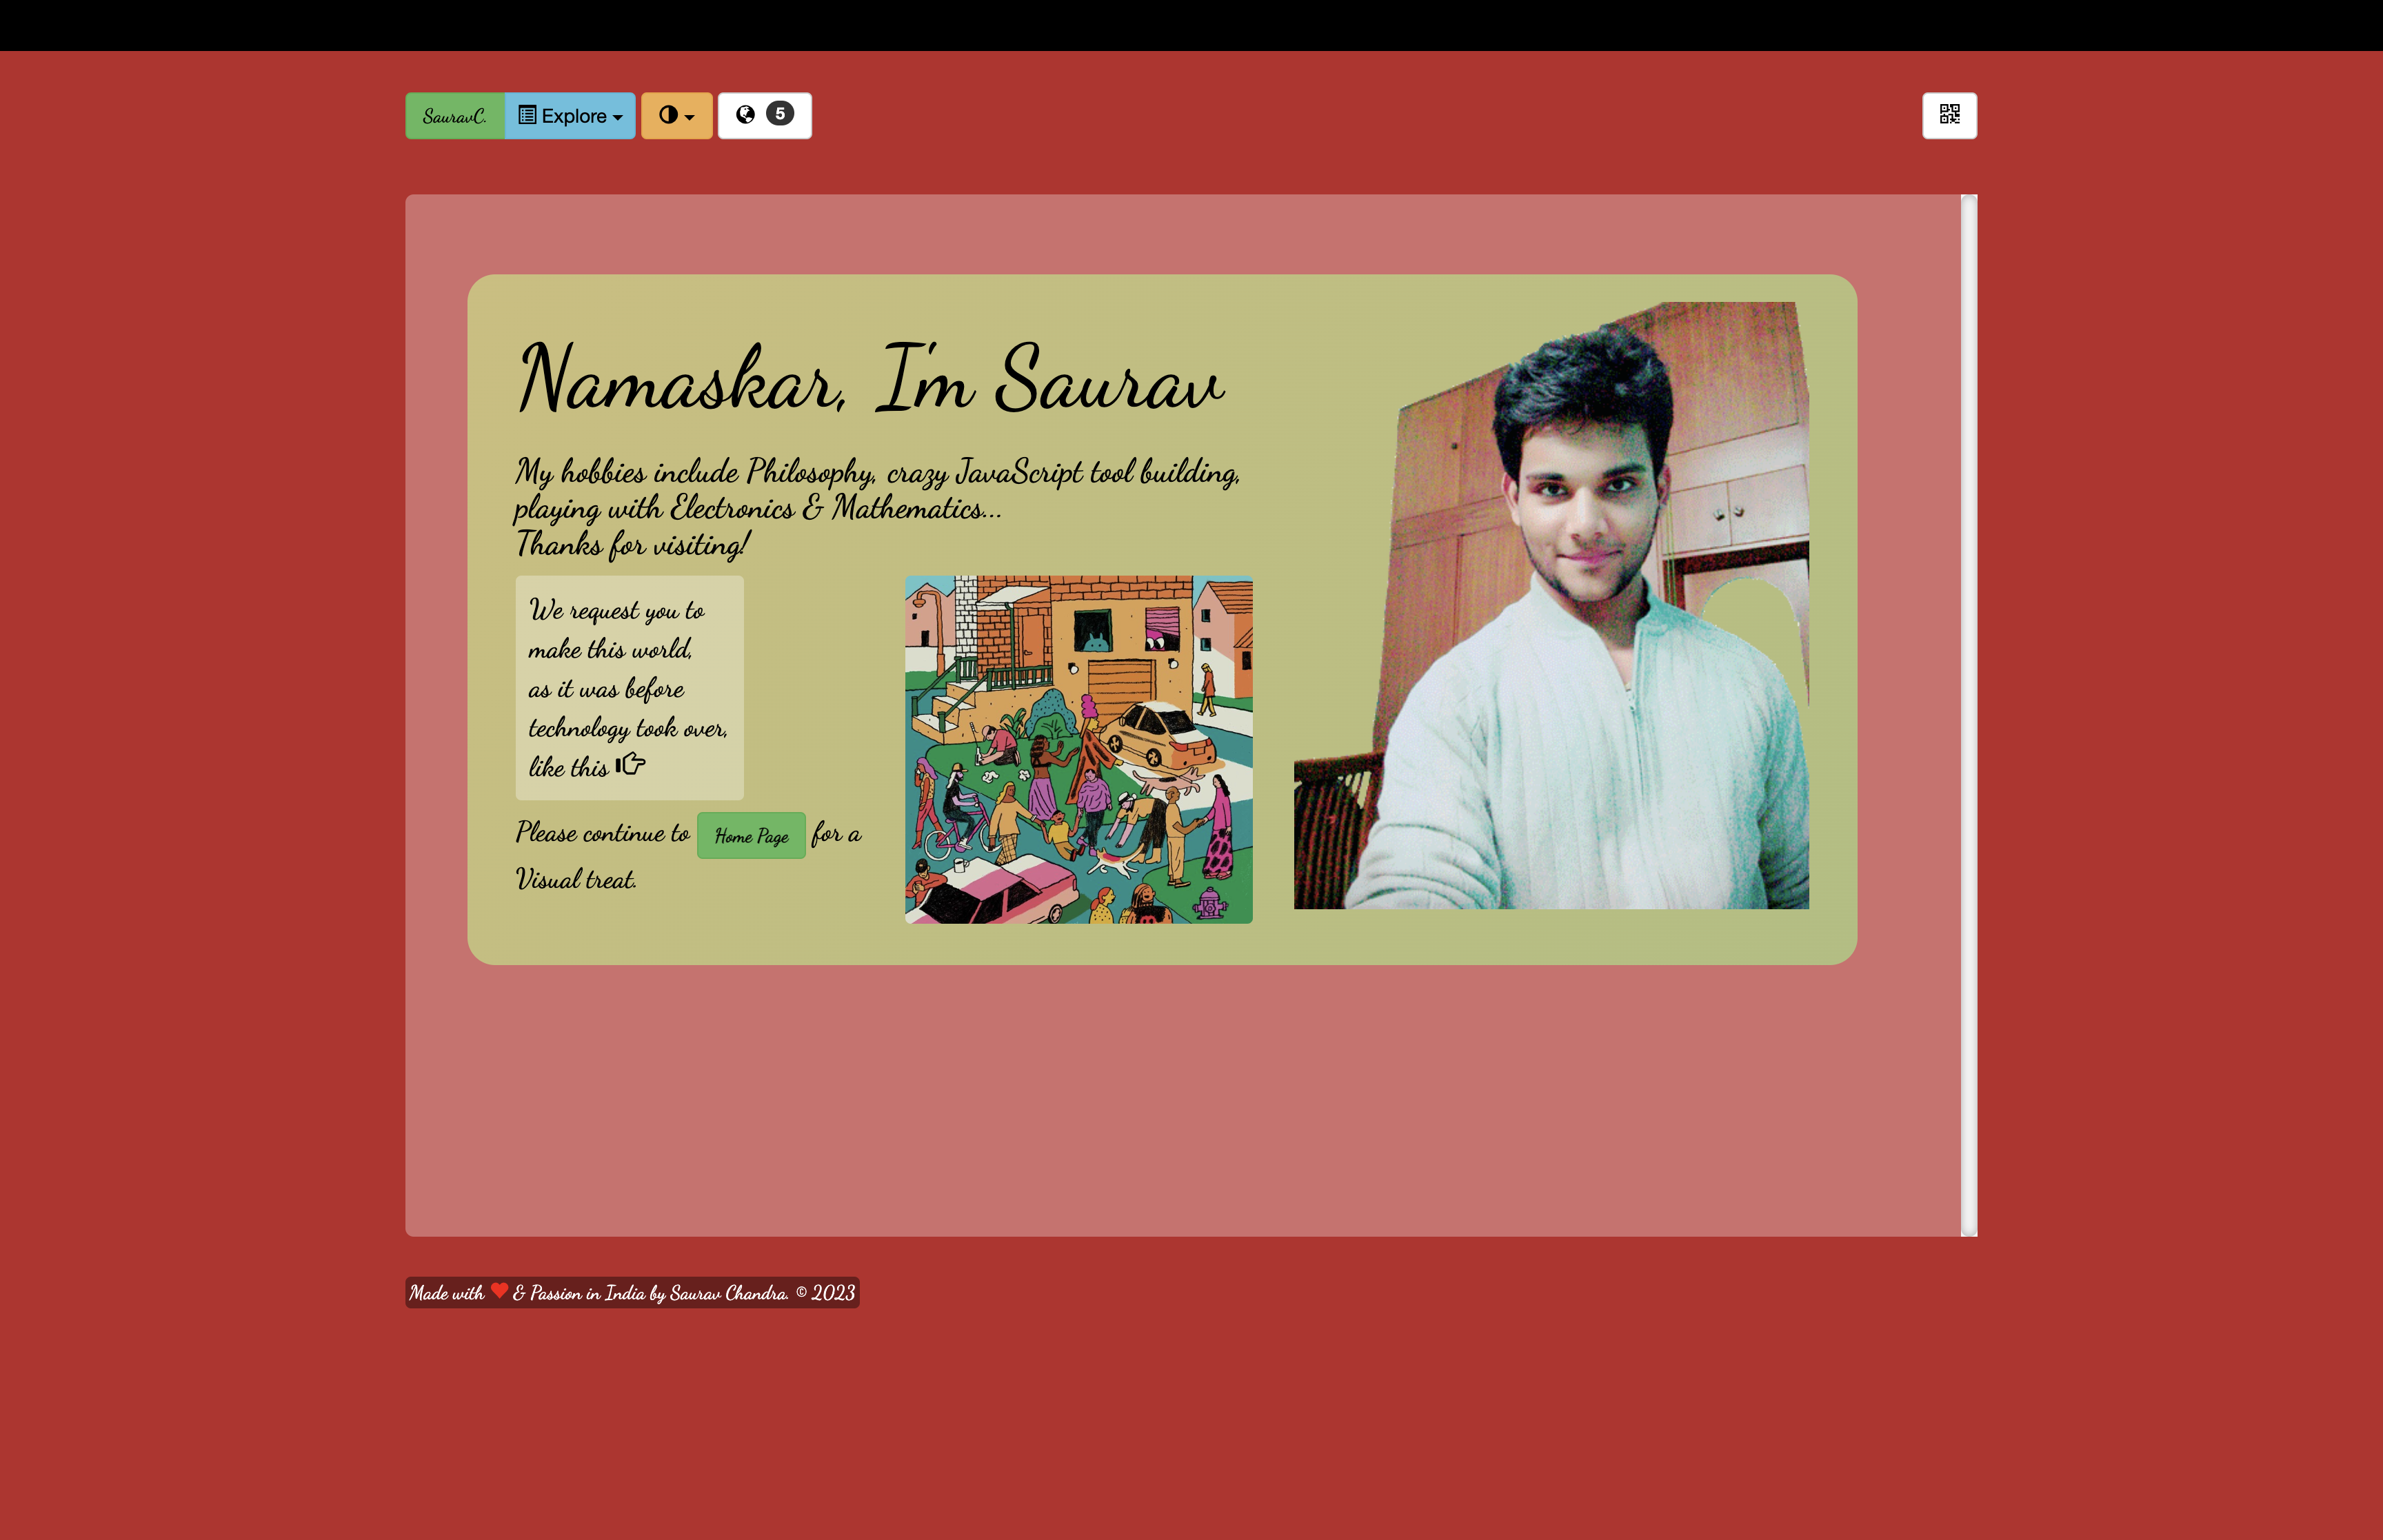 SauravC. Explore 5
Namaskar, I'm Saurav
My hobbies include Philosophy, crazy JavaScript tool building,
playing with Electronics & Mathematics...
Thanks for visiting!
We request you to
make this world,
as it was before
technology took over,
like this
Please continue to Home Page for a
Visual treat.
Made with ❤ & Passion in India by Saurav Chandra. © 2023